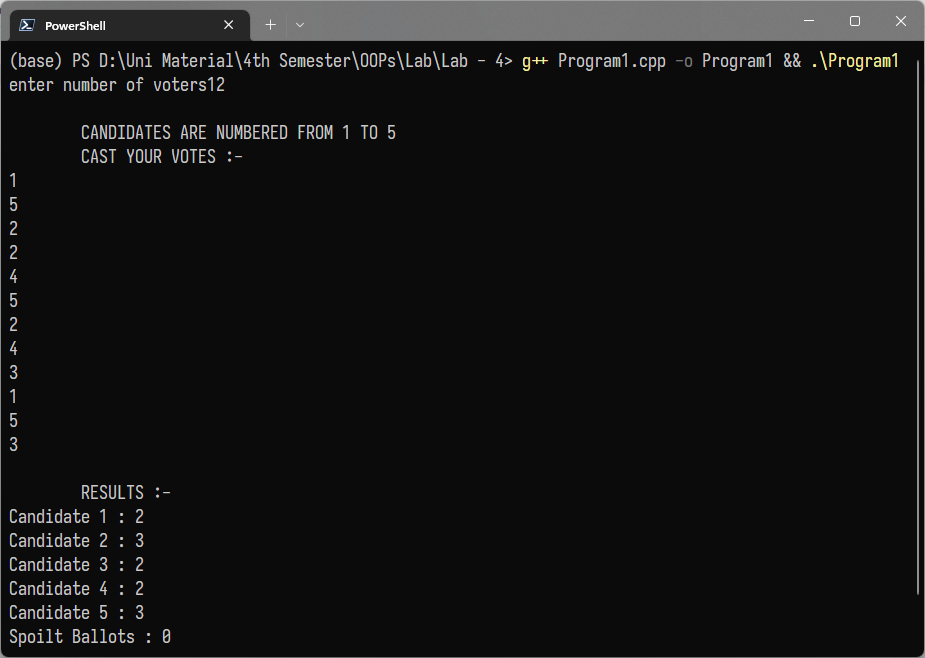 PowerShell
(base) PS D:\Uni Material\4th Semester\OOPs\Lab\Lab - 4> g++ Program1.cpp -o Program1 && .\Program1
enter number of voters12
CANDIDATES ARE NUMBERED FROM 1 TO 5
CAST YOUR VOTES :-
1
5
2
2
4
5
2
4
3
1
5
3
RESULTS :-
Candidate 1 : 2
Candidate 2 : 3
Candidate 3 : 2
Candidate 4 : 2
Candidate 5 : 3
Spoilt Ballots : 0